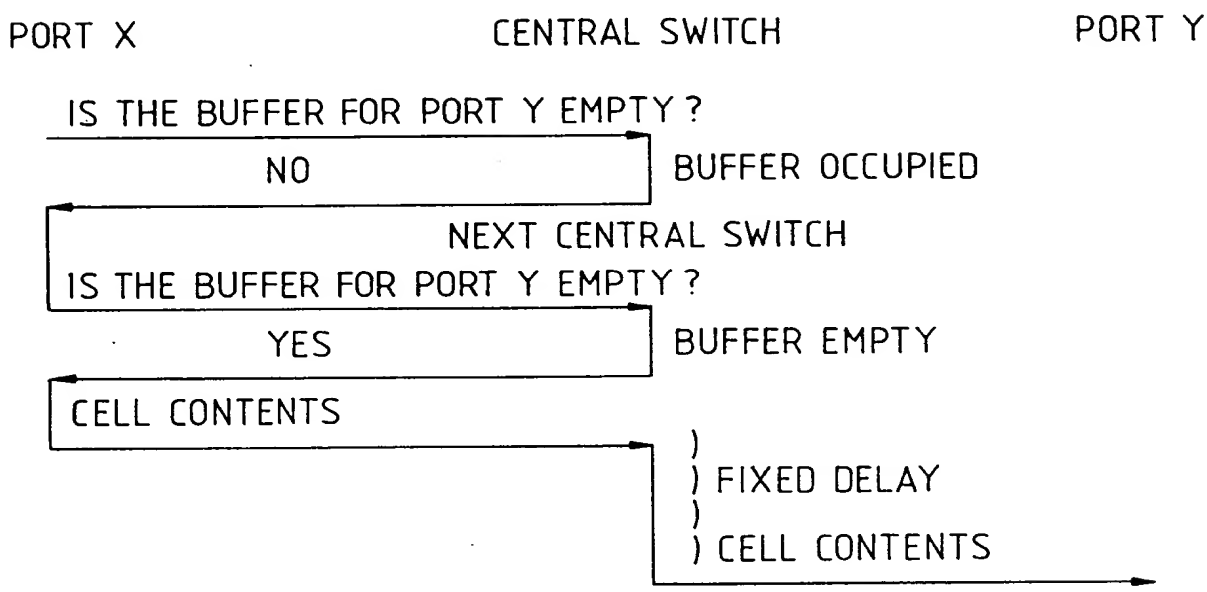 PORT X CENTRAL SWITCH PORT Y
IS THE BUFFER FOR PORT Y EMPTY?
NO BUFFER OCCUPIED
NEXT CENTRAL SWITCH
IS THE BUFFER FOR PORT Y EMPTY?
YES BUFFER EMPTY
CELL CONTENTS
)
) FIXED DELAY
)
) CELL CONTENTS